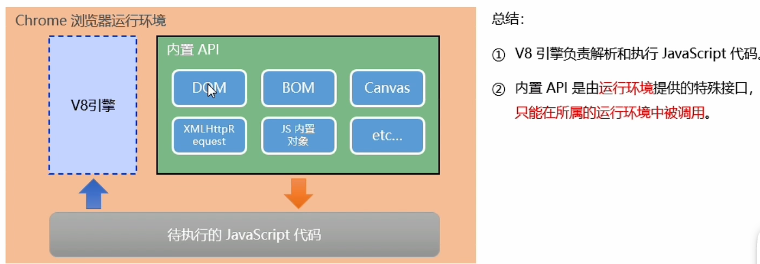 Chrome 浏览器运行环境
V8引擎
内置 API
DOM
BOM
Canvas
XMLHttpR
equest
JS 内置
对象
etc...
待执行的 JavaScript 代码
总结：
① V8 引擎负责解析和执行 JavaScript 代码。
② 内置 API 是由运行环境提供的特殊接口，
只能在所属的运行环境中被调用。